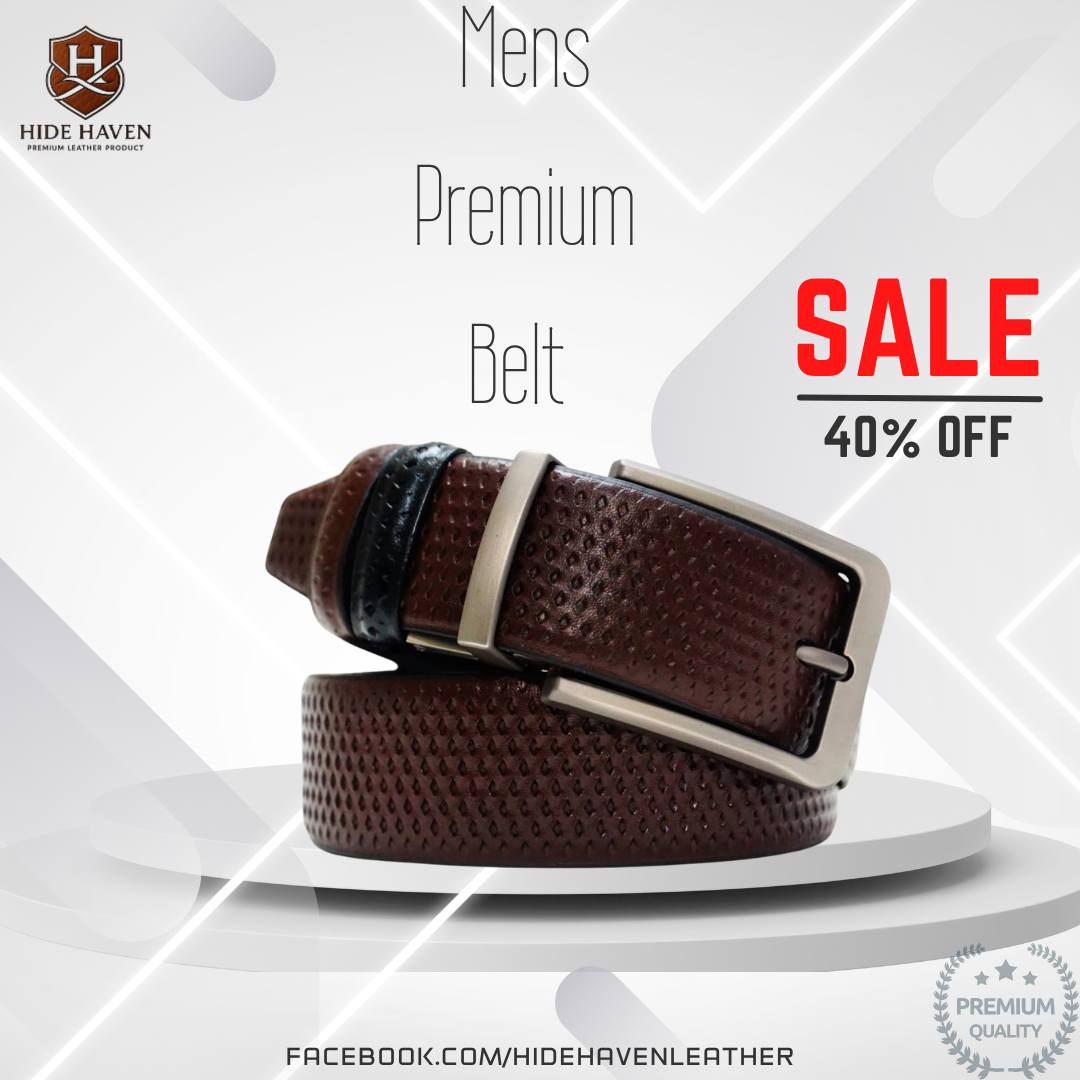 HIDE HAVEN
PREMIUM LEATHER PRODUCT
Mens
Premium
Belt
SALE
40% OFF
PREMIUM
QUALITY
FACEBOOK.COM/HIDEHAVENLEATHER